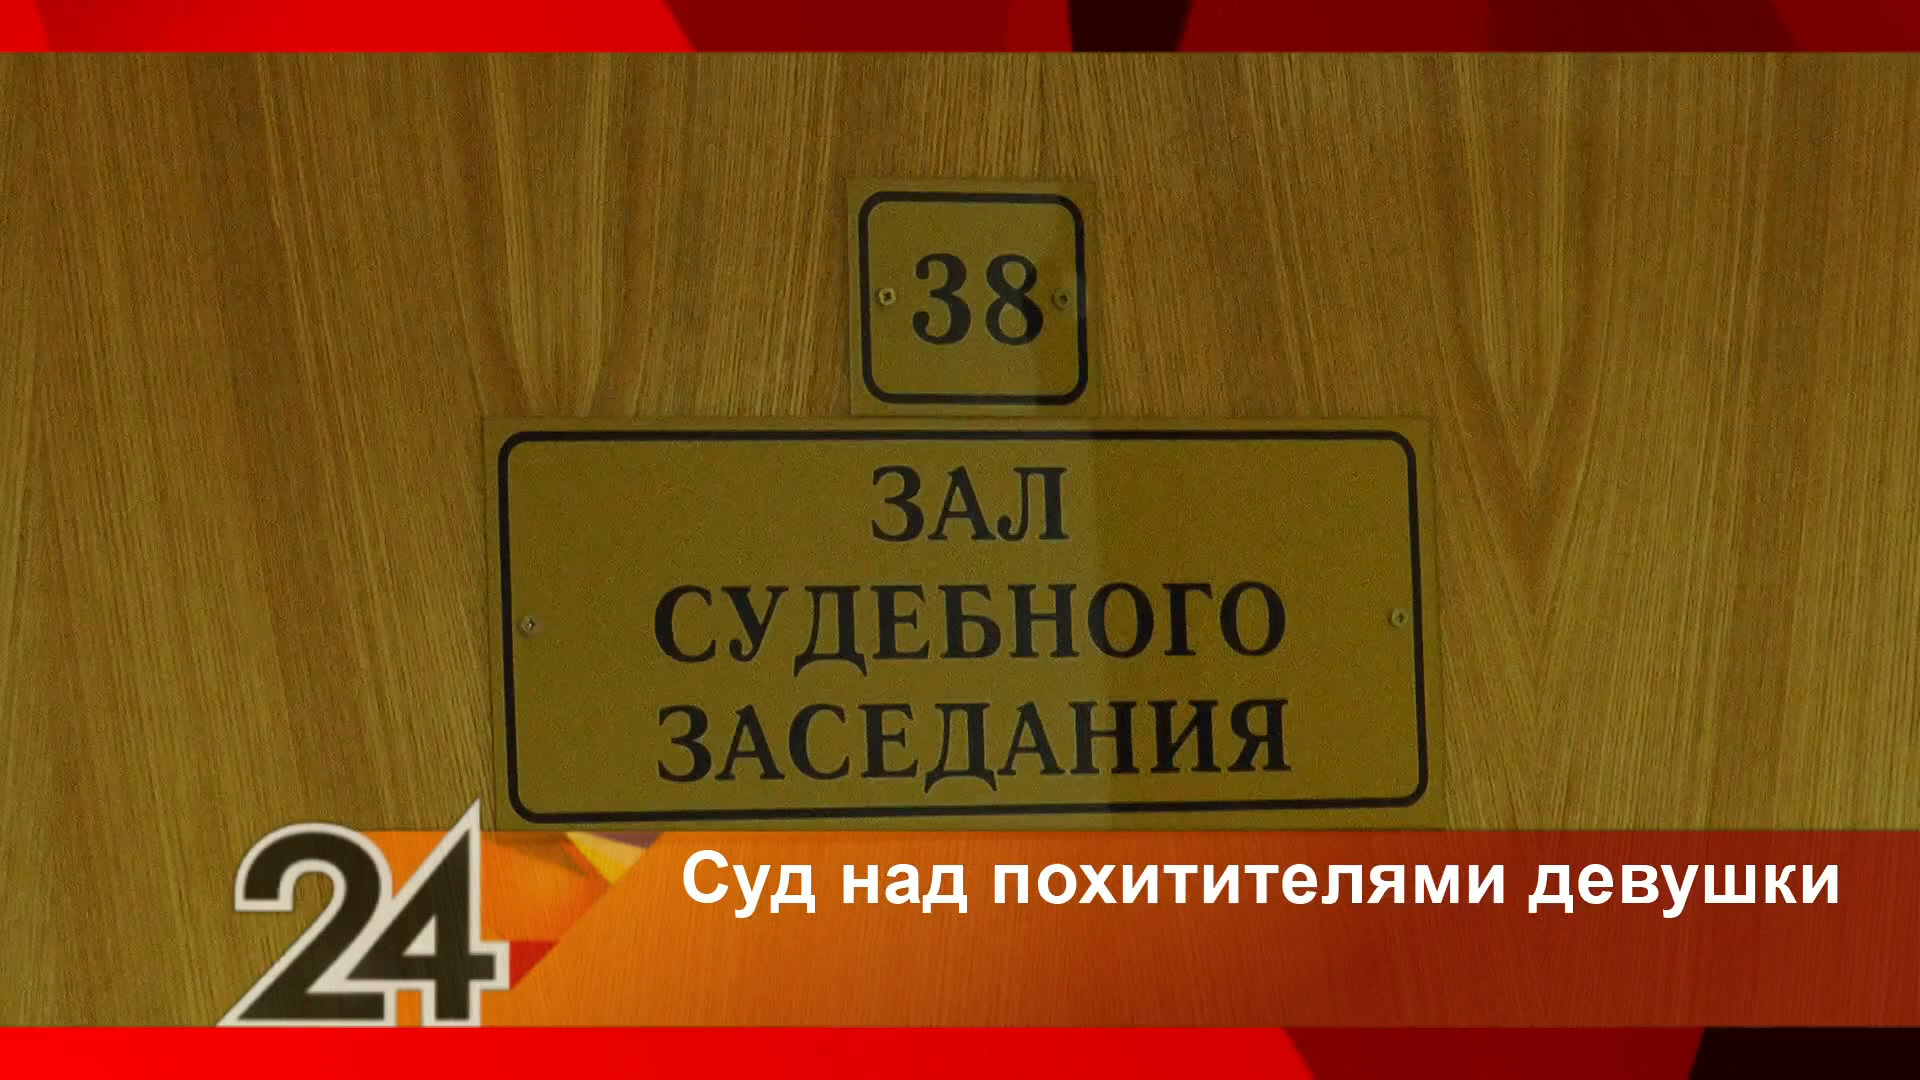 38
ЗАЛ
СУДЕБНОГО
ЗАСЕДАНИЯ
24
Суд над похитителями девушки